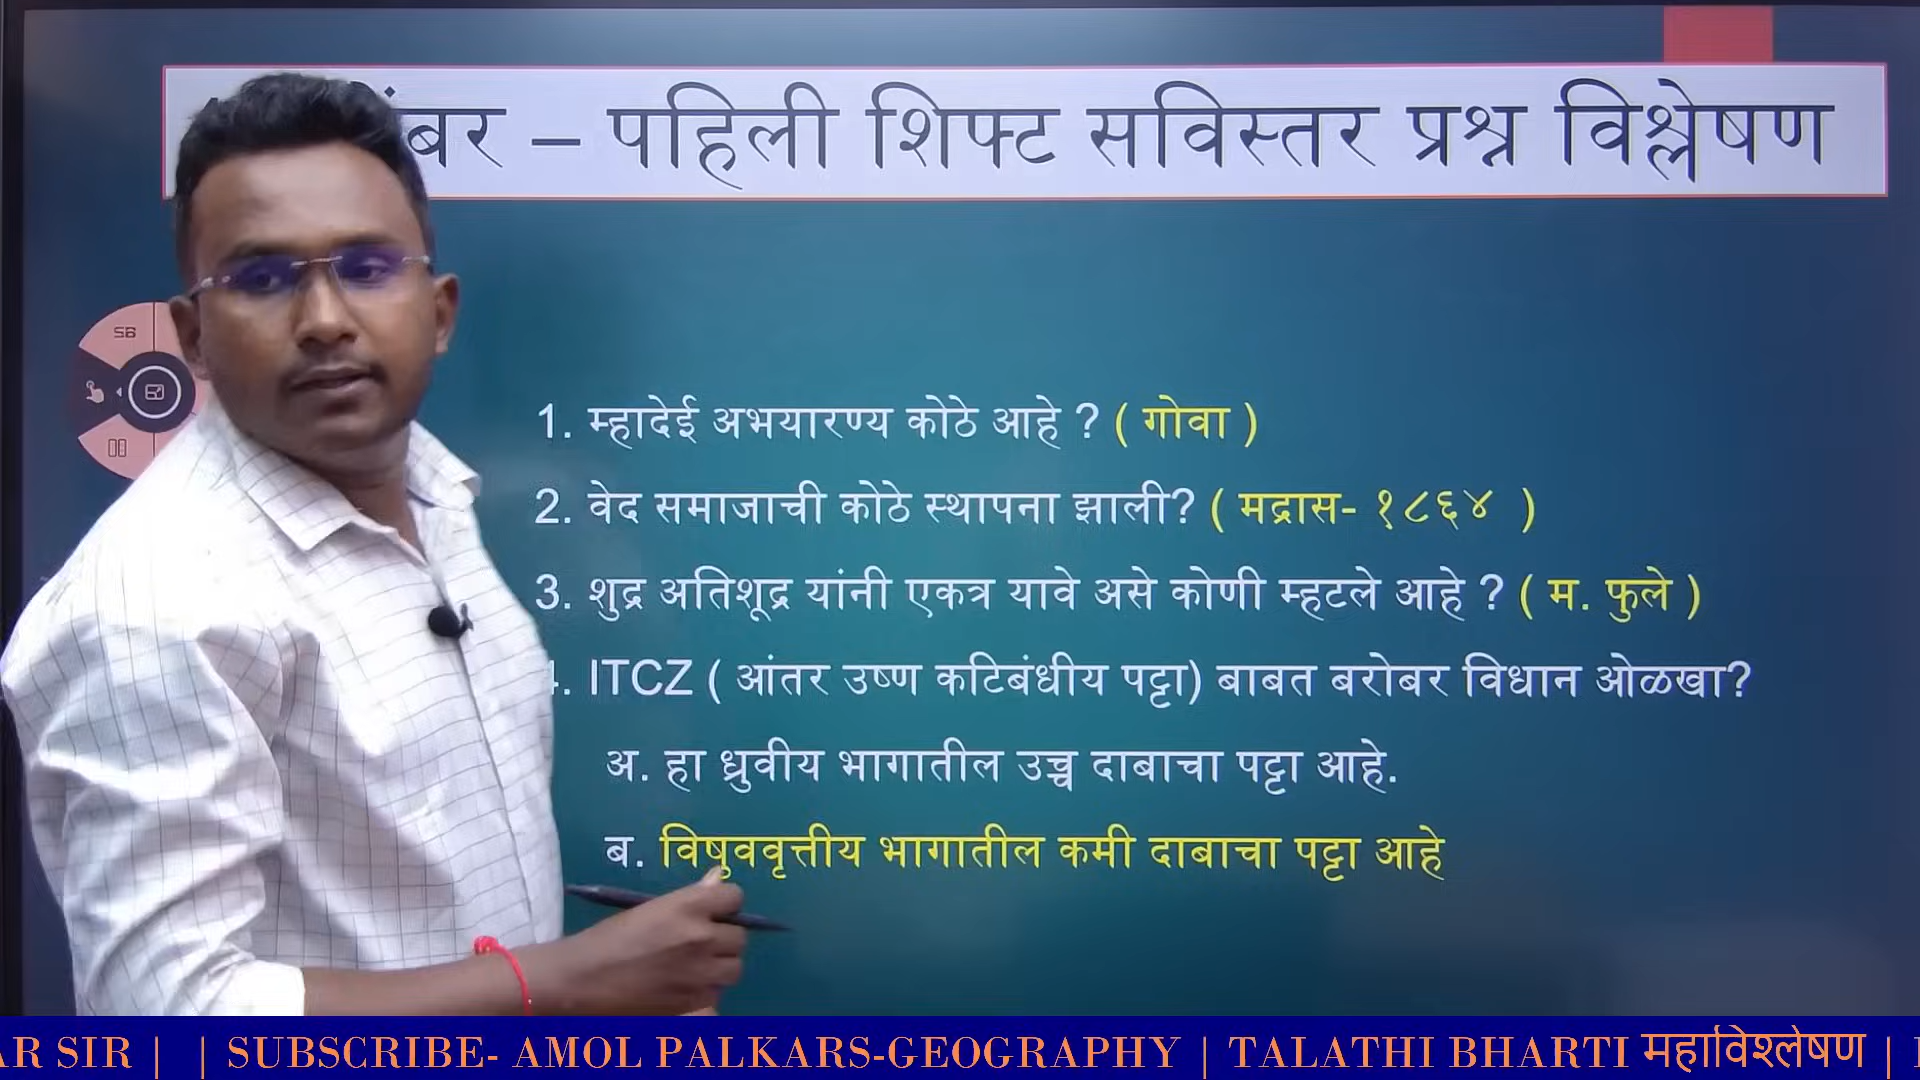 – पहिली शिफ्ट सविस्तर प्रश्न विश्लेषण
1. म्हादेई अभयारण्य कोठे आहे ? ( गोवा )
2. वेद समाजाची कोठे स्थापना झाली? ( मद्रास- १८६४ )
3. शुद्र अतिशूद्र यांनी एकत्र यावे असे कोणी म्हटले आहे ? ( म. फुले )
ITCZ ( आंतर उष्ण कटिबंधीय पट्टा) बाबत बरोबर विधान ओळखा?
अ. हा ध्रुवीय भागातील उच्च दाबाचा पट्टा आहे.
ब. विषुववृत्तीय भागातील कमी दाबाचा पट्टा आहे
SIR | | SUBSCRIBE- AMOL PALKARS-GEOGRAPHY | TALATHI BHARTI महाविश्लेषण |